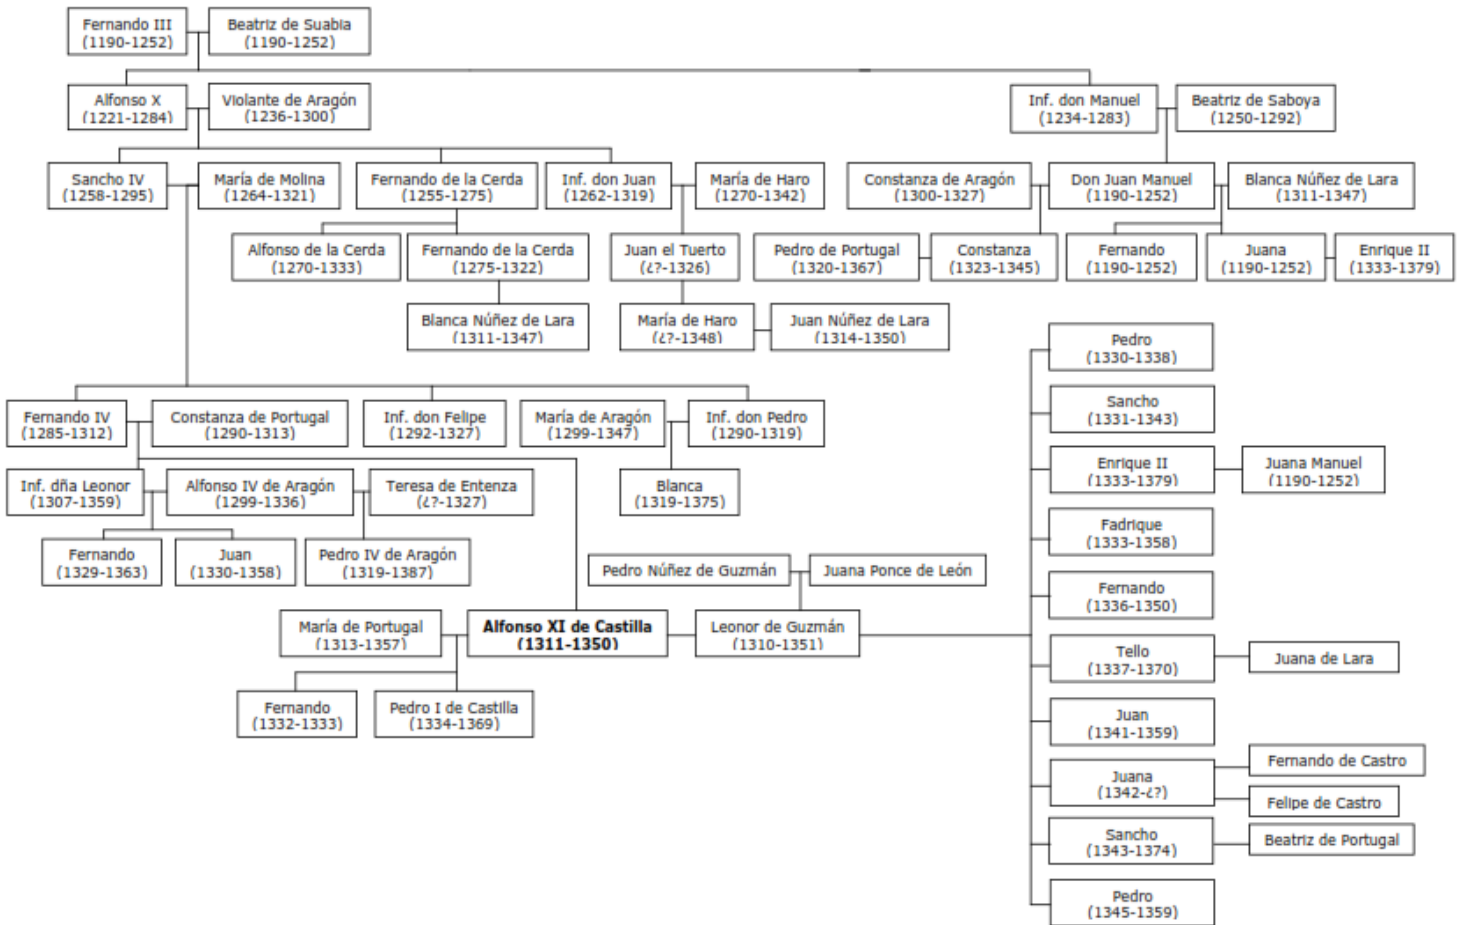 Fernando III
(1190-1252)
Beatriz de Suabia
(1190-1252)
Alfonso X
(1221-1284)
Violante de Aragón
(1236-1300)
Inf. don Manuel
(1234-1283)
Beatriz de Saboya
(1250-1292)
Sancho IV
(1258-1295)
María de Molina
(1264-1321)
Fernando de la Cerda
(1255-1275)
Inf. don Juan
(1262-1319)
María de Haro
(1270-1342)
Constanza de Aragón
(1300-1327)
Don Juan Manuel
(1190-1252)
Blanca Núñez de Lara
(1311-1347)
Alfonso de la Cerda
(1270-1333)
Fernando de la Cerda
(1275-1322)
Juan el Tuerto
(¿?-1326)
Pedro de Portugal
(1320-1367)
Constanza
(1323-1345)
Fernando
(1190-1252)
Juana
(1190-1252)
Enrique II
(1333-1379)
Blanca Núñez de Lara
(1311-1347)
María de Haro
(¿?-1348)
Juan Núñez de Lara
(1314-1350)
Pedro
(1330-1338)
Sancho
(1331-1343)
Fernando IV
(1285-1312)
Constanza de Portugal
(1290-1313)
Inf. don Felipe
(1292-1327)
María de Aragón
(1299-1347)
Inf. don Pedro
(1290-1319)
Enrique II
(1333-1379)
Juana Manuel
(1190-1252)
Inf. dña Leonor
(1307-1359)
Alfonso IV de Aragón
(1299-1336)
Teresa de Entenza
(¿?-1327)
Blanca
(1319-1375)
Fadrique
(1333-1358)
Fernando
(1329-1363)
Juan
(1330-1358)
Pedro IV de Aragón
(1319-1387)
Pedro Núñez de Guzmán
Juana Ponce de León
Fernando
(1336-1350)
María de Portugal
(1313-1357)
Alfonso XI de Castilla
(1311-1350)
Leonor de Guzmán
(1310-1351)
Tello
(1337-1370)
Juana de Lara
Fernando
(1332-1333)
Pedro I de Castilla
(1334-1369)
Juan
(1341-1359)
Juana
(1342-¿?)
Fernando de Castro
Felipe de Castro
Sancho
(1343-1374)
Beatriz de Portugal
Pedro
(1345-1359)